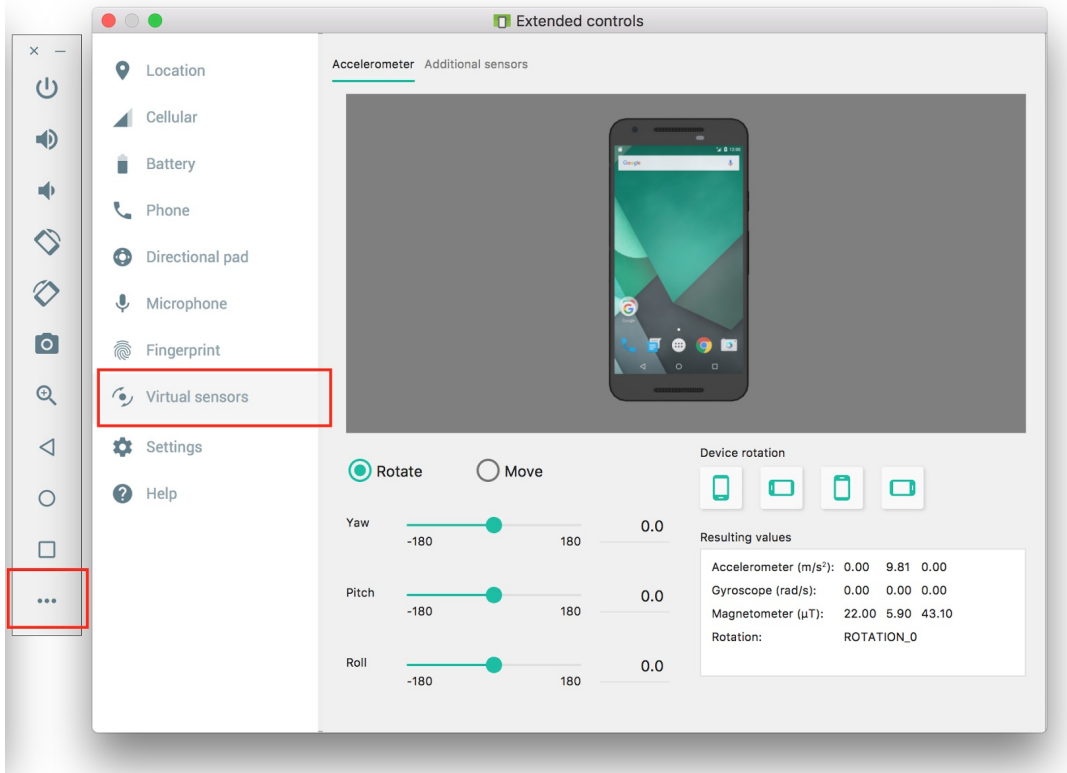 Extended controls
Location
Cellular
Battery
Phone
Directional pad
Microphone
Fingerprint
Virtual sensors
Settings
Help
Accelerometer Additional sensors
Google
Rotate Move
Yaw
-180 180 0.0
Pitch
-180 180 0.0
Roll
-180 180 0.0
Device rotation
Resulting values
Accelerometer (m/s²): 0.00 9.81 0.00
Gyroscope (rad/s): 0.00 0.00 0.00
Magnetometer (μT): 22.00 5.90 43.10
Rotation: ROTATION_0